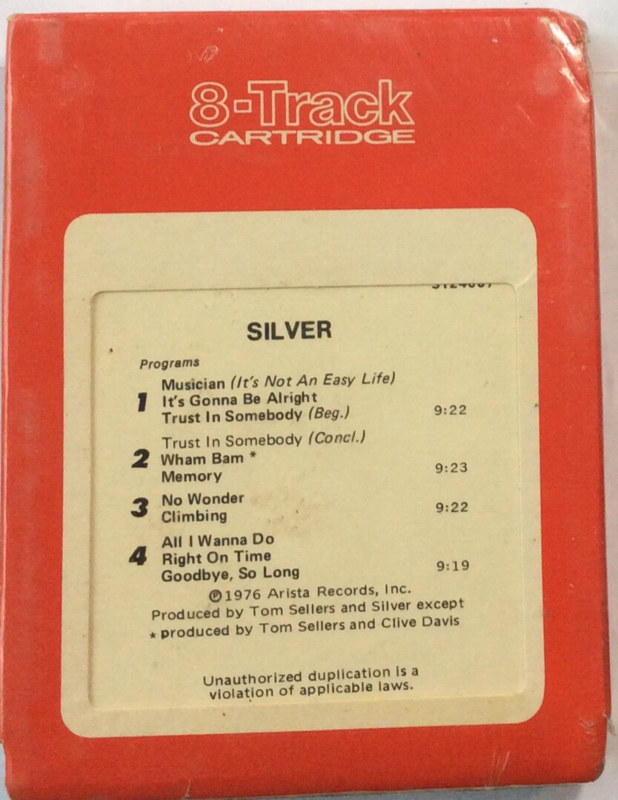 8-Track
CARTRIDGE
SILVER
Programs
1 Musician (It's Not An Easy Life)
It's Gonna Be Alright
Trust In Somebody (Beg.) 9:22
Trust In Somebody (Concl.)
2 Wham Bam *
Memory 9:23
3 No Wonder
Climbing 9:22
All I Wanna Do
4 Right On Time
Goodbye, So Long 9:19
℗1976 Arista Records, Inc.
Produced by Tom Sellers and Silver except
* produced by Tom Sellers and Clive Davis
Unauthorized duplication is a
violation of applicable laws.